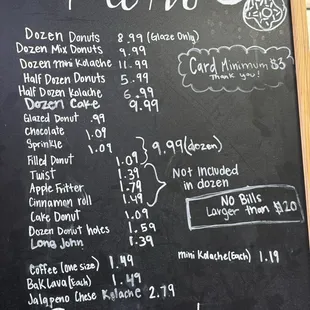 Dozen Donuts 8.99 (Glaze Only)
Dozen Mix Donuts 9.99
Dozen mini Kolache 11.99
Half Dozen Donuts 5.99
Half Dozen Kolache 6.99
Dozen Cake 9.99
Card Minimum $3
Thank you!
Glazed Donut .99
Chocolate 1.09
Sprinkle 1.09
9.99 (dozen)
Filled Donut 1.09
Twist 1.39
Apple Fritter 1.79
Cinnamon roll 1.49
Not Included
in dozen
Cake Donut 1.09
Dozen Donut holes 1.59
Long John 1.39
No Bills
Larger than $20
Coffee (one size) 1.49
Baklava (Each) 1.49
Jalapeno Chese Kolache 2.79
mini Kolache (Each) 1.19